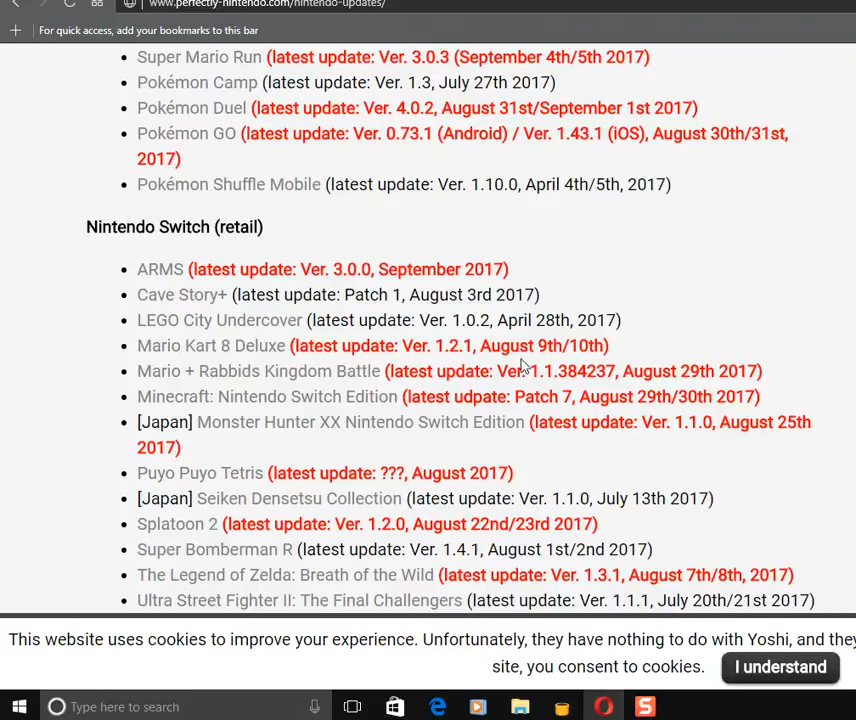 www.perfectly-nintendo.com/nintendo-updates/
For quick access, add your bookmarks to this bar
Super Mario Run (latest update: Ver. 3.0.3 (September 4th/5th 2017)
Pokémon Camp (latest update: Ver. 1.3, July 27th 2017)
Pokémon Duel (latest update: Ver. 4.0.2, August 31st/September 1st 2017)
Pokémon GO (latest update: Ver. 0.73.1 (Android) / Ver. 1.43.1 (iOS), August 30th/31st,
2017)
Pokémon Shuffle Mobile (latest update: Ver. 1.10.0, April 4th/5th, 2017)
Nintendo Switch (retail)
ARMS (latest update: Ver. 3.0.0, September 2017)
Cave Story+ (latest update: Patch 1, August 3rd 2017)
LEGO City Undercover (latest update: Ver. 1.0.2, April 28th, 2017)
Mario Kart 8 Deluxe (latest update: Ver. 1.2.1, August 9th/10th)
Mario + Rabbids Kingdom Battle (latest update: Ver. 1.1.384237, August 29th 2017)
Minecraft: Nintendo Switch Edition (latest udpate: Patch 7, August 29th/30th 2017)
[Japan] Monster Hunter XX Nintendo Switch Edition (latest update: Ver. 1.1.0, August 25th
2017)
Puyo Puyo Tetris (latest update: ???, August 2017)
[Japan] Seiken Densetsu Collection (latest update: Ver. 1.1.0, July 13th 2017)
Splatoon 2 (latest update: Ver. 1.2.0, August 22nd/23rd 2017)
Super Bomberman R (latest update: Ver. 1.4.1, August 1st/2nd 2017)
The Legend of Zelda: Breath of the Wild (latest update: Ver. 1.3.1, August 7th/8th, 2017)
Ultra Street Fighter II: The Final Challengers (latest update: Ver. 1.1.1, July 20th/21st 2017)
This website uses cookies to improve your experience. Unfortunately, they have nothing to do with Yoshi, and they
site, you consent to cookies. I understand
Type here to search